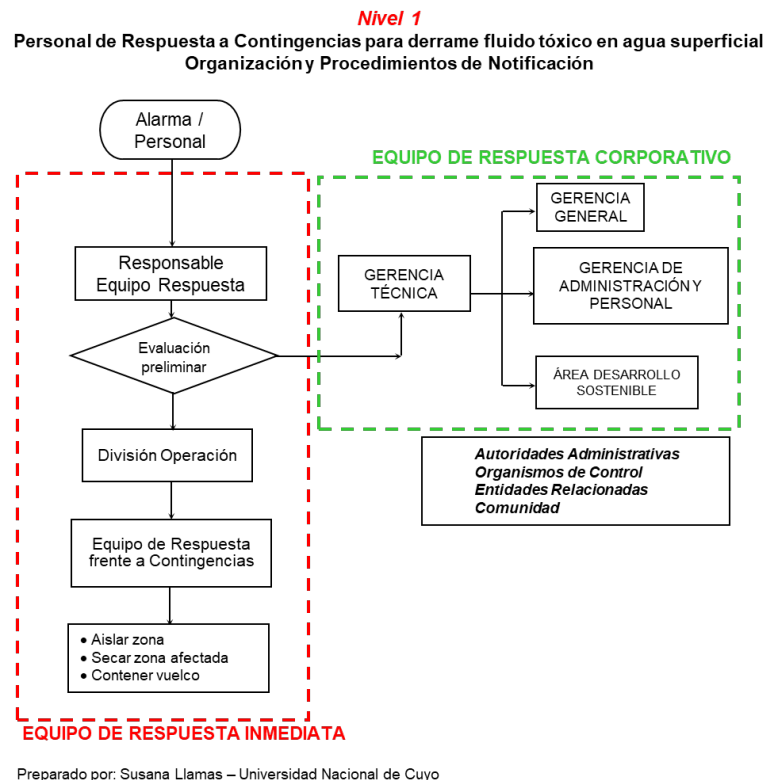 Nivel 1
Personal de Respuesta a Contingencias para derrame fluido tóxico en agua superficial
Organización y Procedimientos de Notificación
Alarma /
Personal
EQUIPO DE RESPUESTA CORPORATIVO
Responsable
Equipo Respuesta
Evaluación
preliminar
División Operación
Equipo de Respuesta
frente a Contingencias
• Aislar zona
• Secar zona afectada
• Contener vuelco
EQUIPO DE RESPUESTA INMEDIATA
GERENCIA
TÉCNICA
GERENCIA
GENERAL
GERENCIA DE
ADMINISTRACIÓN Y
PERSONAL
ÁREA DESARROLLO
SOSTENIBLE
Autoridades Administrativas
Organismos de Control
Entidades Relacionadas
Comunidad
Preparado por: Susana Llamas – Universidad Nacional de Cuyo